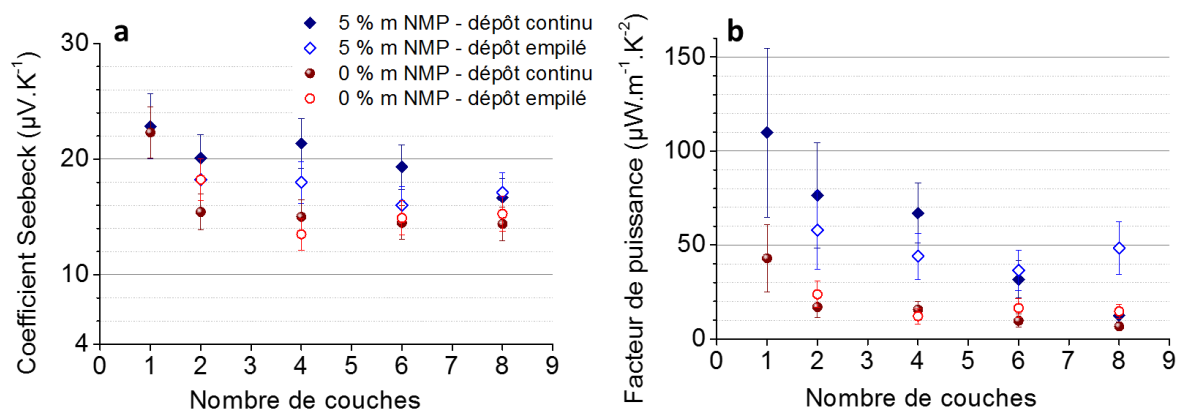 a
5 % m NMP - dépôt continu
5 % m NMP - dépôt empilé
0 % m NMP - dépôt continu
0 % m NMP - dépôt empilé
Coefficient Seebeck (µV.K⁻¹)
30
20
10
4
0 1 2 3 4 5 6 7 8 9
Nombre de couches
b
Facteur de puissance (µW.m⁻¹.K⁻²)
150
100
50
0
0 1 2 3 4 5 6 7 8 9
Nombre de couches